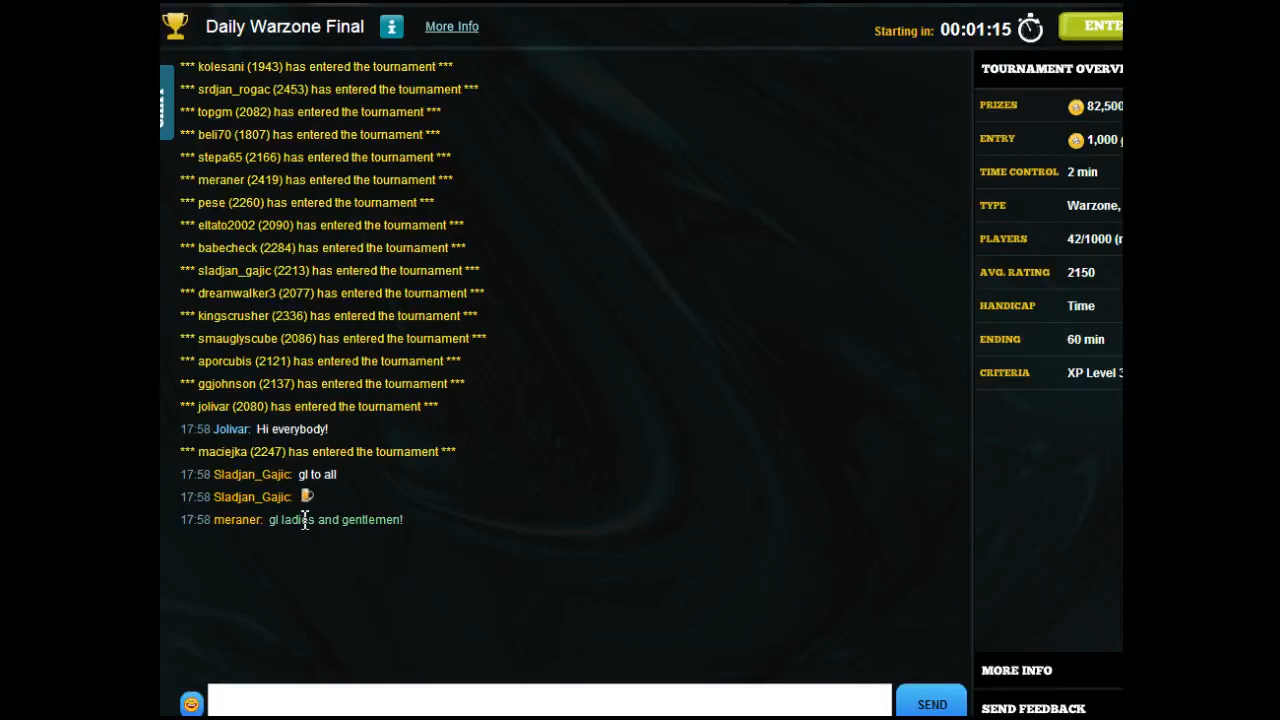 Daily Warzone Final
More Info
Starting in: 00:01:15
*** kolesani (1943) has entered the tournament ***
*** srdjan_rogac (2453) has entered the tournament ***
*** topgm (2082) has entered the tournament ***
*** beli70 (1807) has entered the tournament ***
*** stepa65 (2166) has entered the tournament ***
*** meraner (2419) has entered the tournament ***
*** pese (2260) has entered the tournament ***
*** eltato2002 (2090) has entered the tournament ***
*** babecheck (2284) has entered the tournament ***
*** sladjan_gajic (2213) has entered the tournament ***
*** dreamwalker3 (2077) has entered the tournament ***
*** kingscrusher (2336) has entered the tournament ***
*** smauglyscube (2086) has entered the tournament ***
*** aporcubis (2121) has entered the tournament ***
*** ggjohnson (2137) has entered the tournament ***
*** jolivar (2080) has entered the tournament ***
17:58 Jolivar: Hi everybody!
*** maciejka (2247) has entered the tournament ***
17:58 Sladjan_Gajic: gl to all
17:58 Sladjan_Gajic:
17:58 meraner: gl ladies and gentlemen!
SEND
TOURNAMENT
PRIZES 82,500
ENTRY 1,000
TIME CONTROL 2 min
TYPE Warzone,
PLAYERS 42/1000
AVG. RATING 2150
HANDICAP Time
ENDING 60 min
CRITERIA XP Level
MORE INFO
SEND FEEDBACK